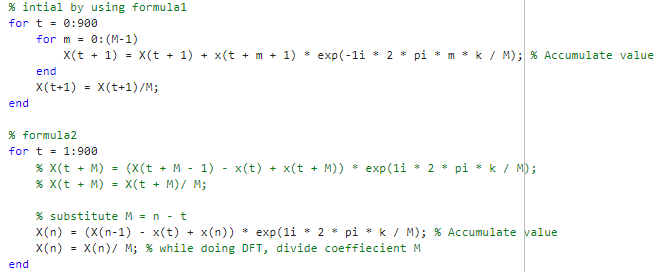 % intial by using formula1
for t = 0:900
    for m = 0:(M-1)
        X(t + 1) = X(t + 1) + x(t + m + 1) * exp(-1i * 2 * pi * m * k / M); % Accumulate value
    end
    X(t+1) = X(t+1)/M;
end
% formula2
for t = 1:900
    % X(t + M) = (X(t + M - 1) - x(t) + x(t + M)) * exp(1i * 2 * pi * k / M);
    % X(t + M) = X(t + M)/ M;
    % substitute M = n - t
    X(n) = (X(n-1) - x(t) + x(n)) * exp(1i * 2 * pi * k / M); % Accumulate value
    X(n) = X(n)/ M; % while doing DFT, divide coeffiecient M
end